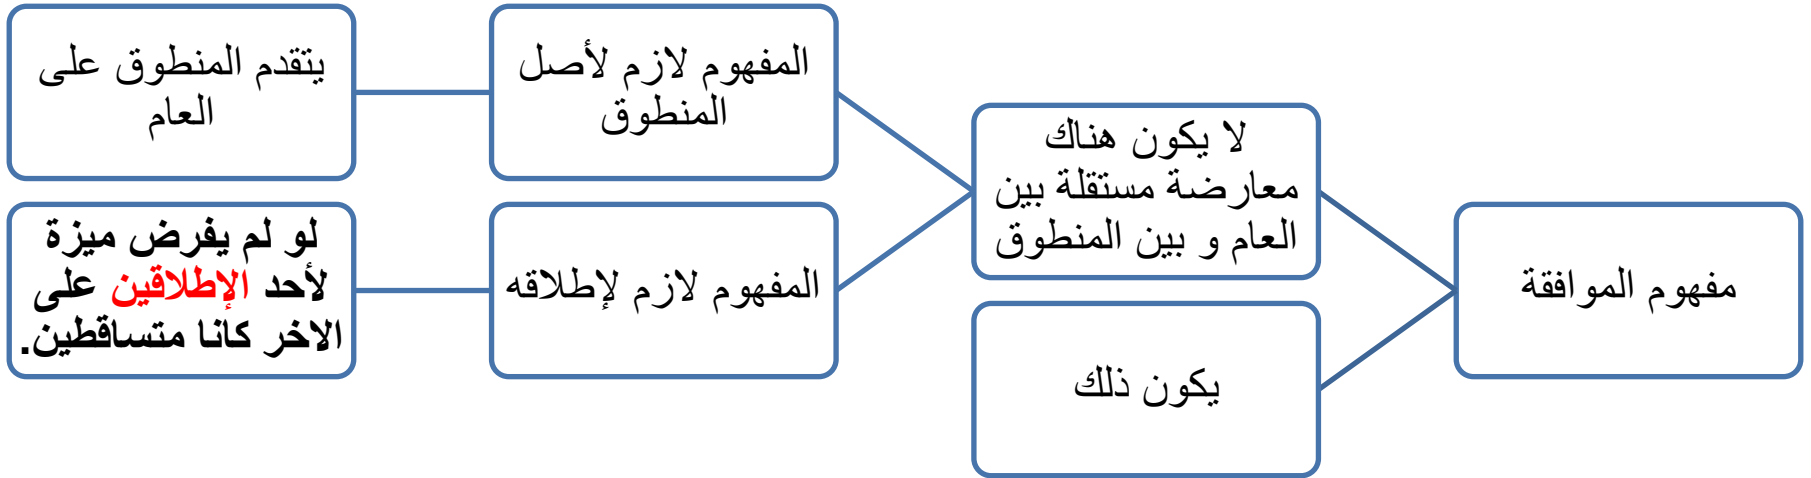 مفهوم الموافقة
لا يكون هناك
معارضة مستقلة بين
العام و بين المنطوق
المفهوم لازم لأصل
المنطوق
يتقدم المنطوق على
العام
المفهوم لازم لإطلاقه
لو لم يفرض ميزة
لأحد الإطلاقين على
الاخر كانا متساقطين.
يكون ذلك